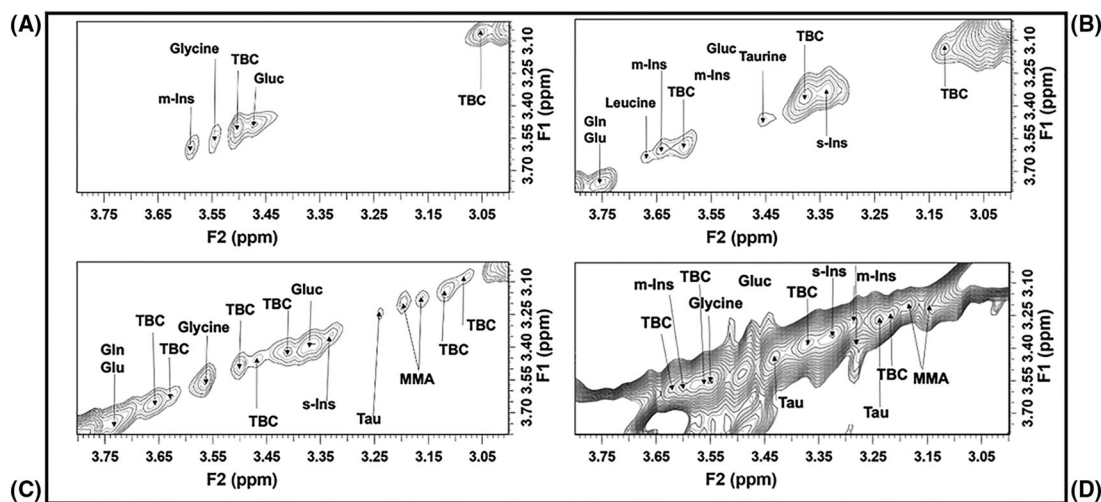 (A)
Glycine
TBC
Gluc
m-Ins
TBC
3.10
3.25
3.40
3.55
3.70
F1 (ppm)
3.75 3.65 3.55 3.45 3.35 3.25 3.15 3.05
F2 (ppm)
(B)
TBC
Gluc
Taurine
m-Ins
TBC
m-Ins
Leucine
Gln
Glu
s-Ins
TBC
3.10
3.25
3.40
3.55
3.70
F1 (ppm)
3.75 3.65 3.55 3.45 3.35 3.25 3.15 3.05
F2 (ppm)
(C)
TBC
Gln
Glu
TBC
Glycine
TBC
TBC
Gluc
TBC
s-Ins
Tau
MMA
TBC
3.10
3.25
3.40
3.55
3.70
F1 (ppm)
3.75 3.65 3.55 3.45 3.35 3.25 3.15 3.05
F2 (ppm)
(D)
m-Ins
TBC
Gluc
s-Ins
m-Ins
TBC
Glycine
TBC
Tau
Tau
TBC
MMA
3.10
3.25
3.40
3.55
3.70
F1 (ppm)
3.75 3.65 3.55 3.45 3.35 3.25 3.15 3.05
F2 (ppm)